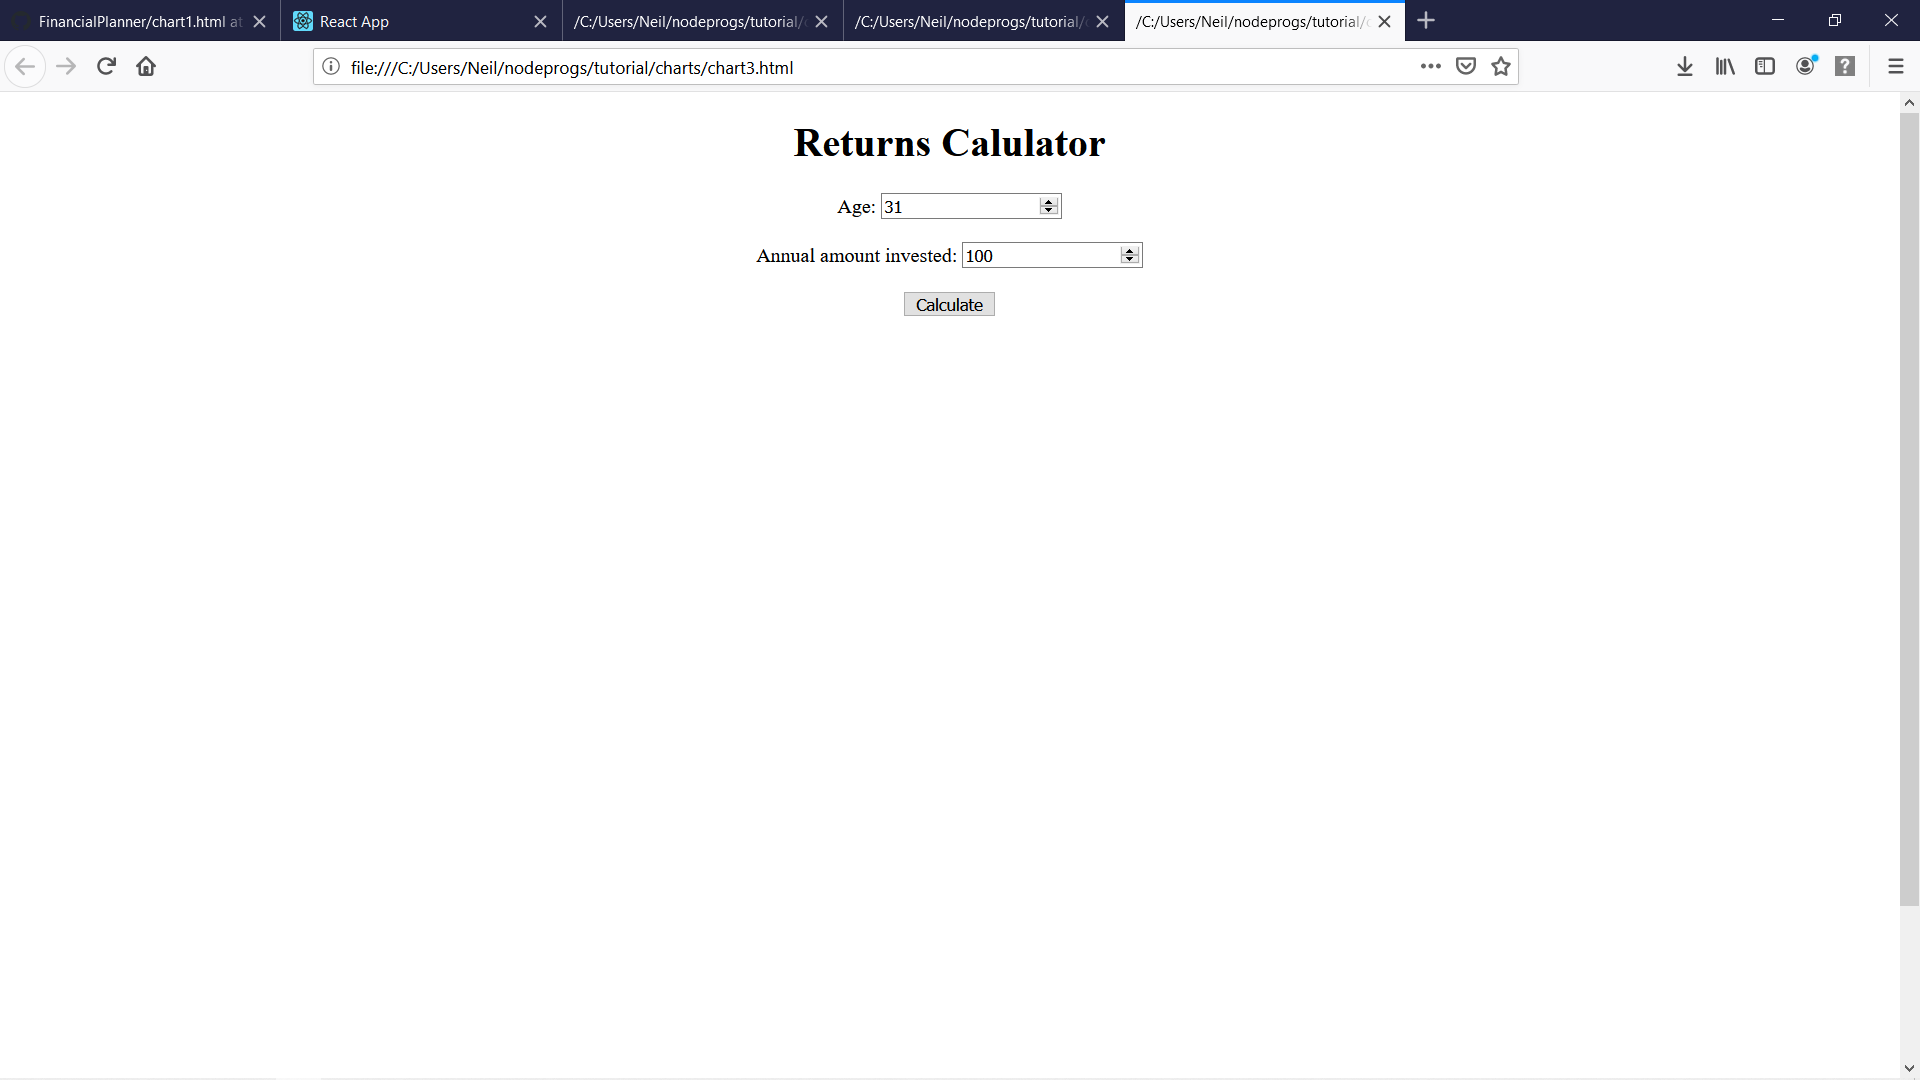 FinancialPlanner/chart1.html at
React App
/C:/Users/Neil/nodeprogs/tutorial/
/C:/Users/Neil/nodeprogs/tutorial/
/C:/Users/Neil/nodeprogs/tutorial/
file:///C:/Users/Neil/nodeprogs/tutorial/charts/chart3.html
Returns Calulator
Age: 31
Annual amount invested: 100
Calculate